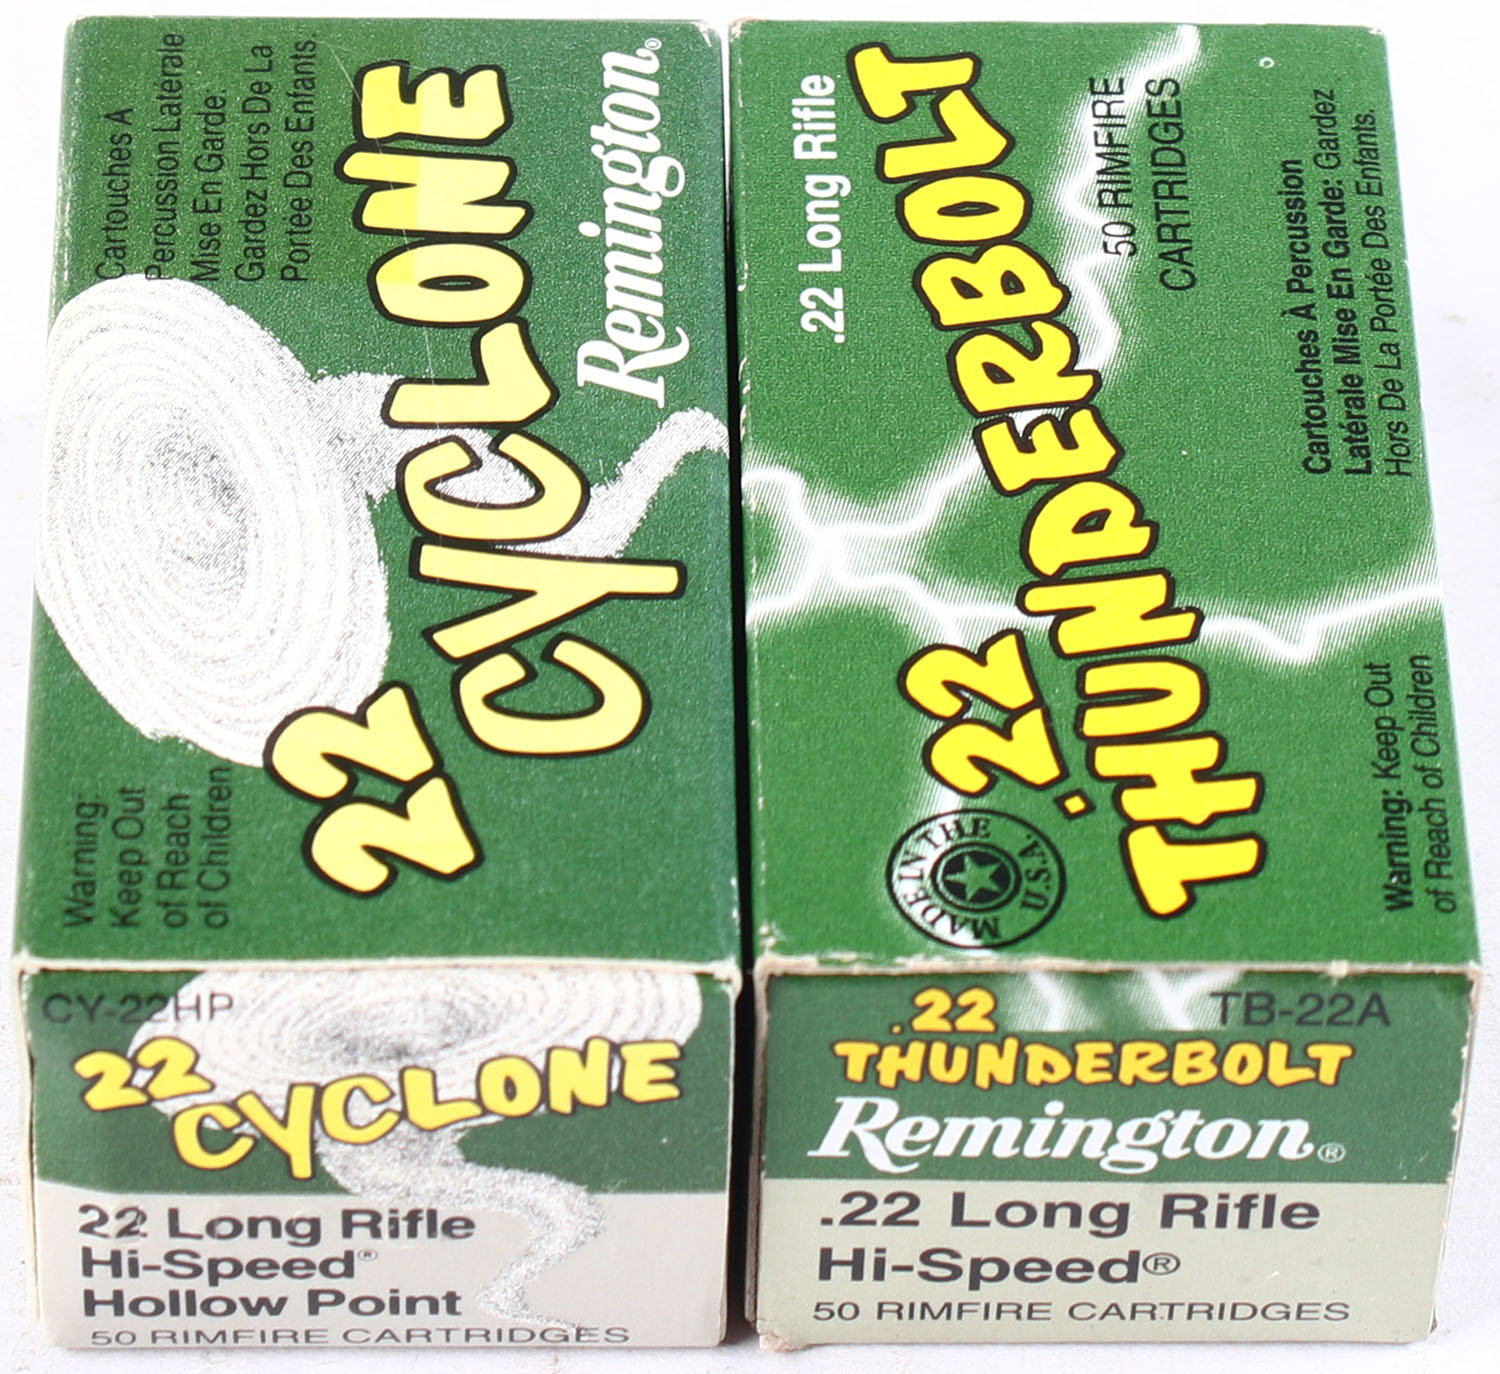 Cartouches A
Percussion Laterale
Mise En Garde
Gardez Hors De La
Portée Des Enfants.
Warning:
Keep Out
of Reach
of Children
22
CYCLONE
Remington®
CY-22HP
22
CYCLONE
22 Long Rifle
Hi-Speed®
Hollow Point
50 RIMFIRE CARTRIDGES
.22 Long Rifle
.22
THUNDERBOLT
50 RIMFIRE
CARTRIDGES
MADE IN THE
U.S.A.
Cartouches À Percussion
Latérale Mise En Garde: Gardez
Hors De La Portée Des Enfants.
Warning: Keep Out
of Reach of Children
.22
TB-22A
THUNDERBOLT
Remington®
.22 Long Rifle
Hi-Speed®
50 RIMFIRE CARTRIDGES